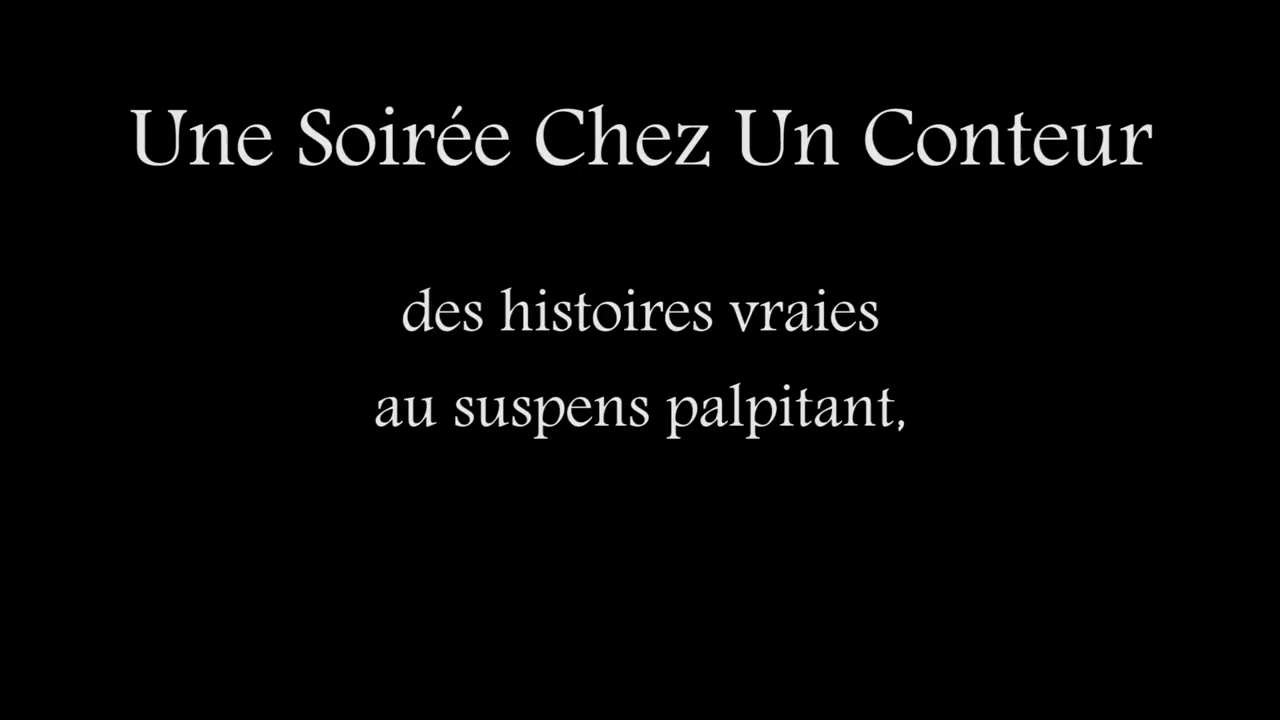 Une Soirée Chez Un Conteur
des histoires vraies
au suspens palpitant,